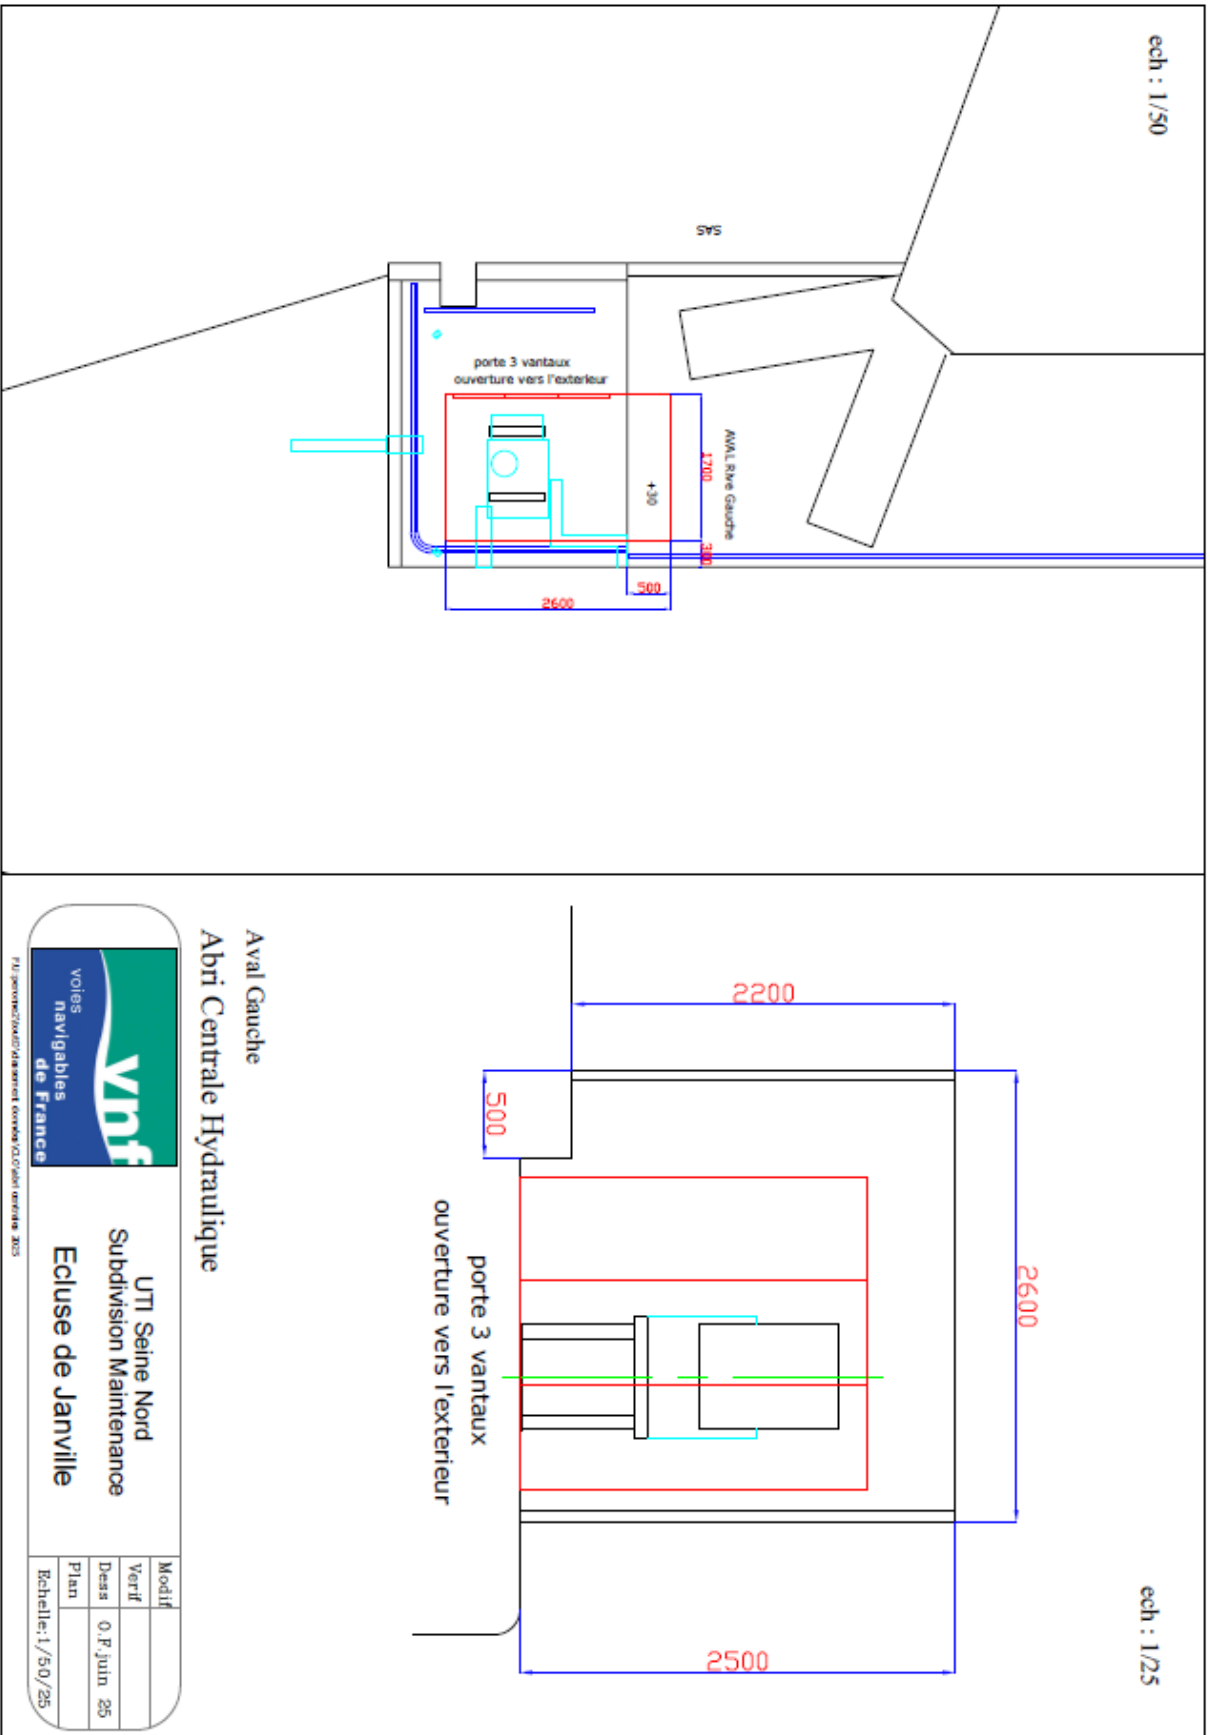 ech : 1/50
SAS
porte 3 vantaux
ouverture vers l'exterieur
AVAL Rive Gauche
1700
300
+30
500
2600
ech : 1/25
2200
500
2600
2500
porte 3 vantaux
ouverture vers l'exterieur
Aval Gauche
Abri Centrale Hydraulique
vnf
voies
navigables
de France
UTI Seine Nord
Subdivision Maintenance
Ecluse de Janville
Modif
Verif
Dess O.F.juin 25
Plan
Echelle:1/50/25